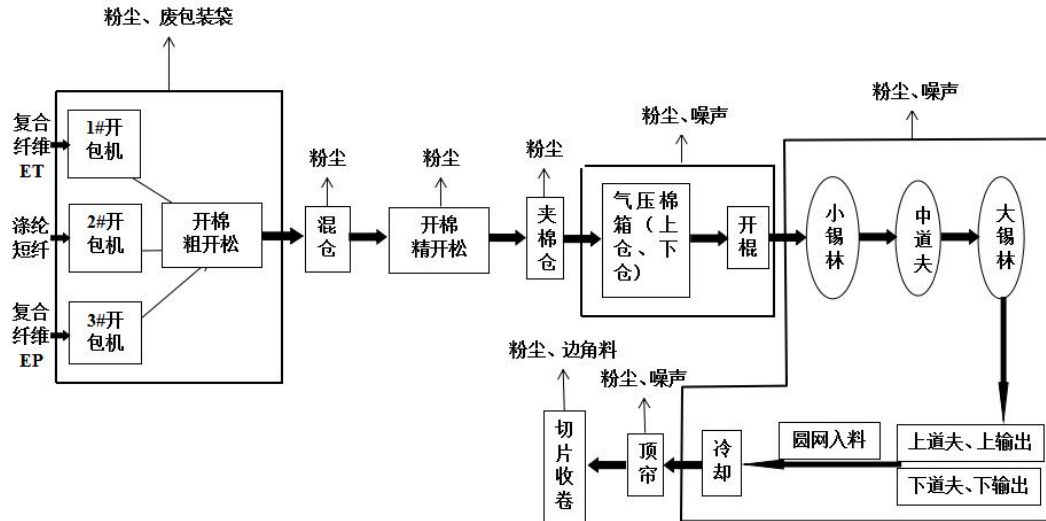 粉尘、废包装袋
复合
纤维
ET
1#开
包机
涤纶
短纤
2#开
包机
复合
纤维
EP
3#开
包机
开棉
粗开松
粉尘
混
仓
粉尘
开棉
精开松
粉尘
夹
棉
仓
粉尘、噪声
气压棉
箱（上
仓、下
仓）
开
棍
粉尘、噪声
小
锡
林
中
道
夫
大
锡
林
上道夫、上输出
下道夫、下输出
圆网入料
冷
却
粉尘、噪声
顶
帘
粉尘、边角料
切
片
收
卷